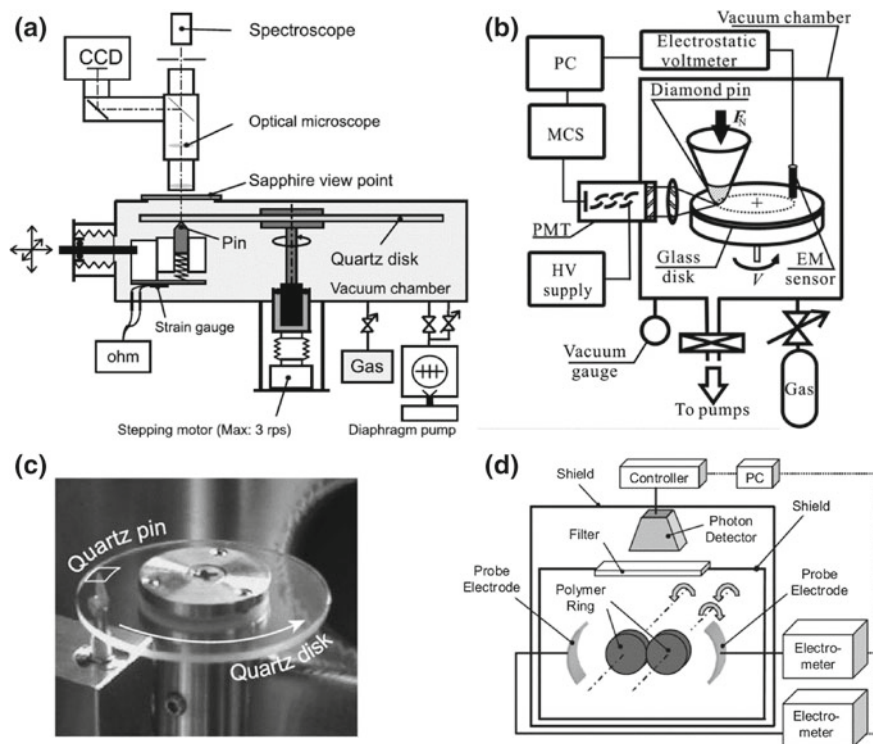 (a)
Spectroscope
CCD
Optical microscope
Sapphire view point
Pin
Quartz disk
Vacuum chamber
Strain gauge
ohm
Gas
Stepping motor (Max: 3 rps)
Diaphragm pump
(b)
Vacuum chamber
Electrostatic
voltmeter
PC
Diamond pin
F_N
MCS
PMT
HV
supply
Glass
disk
V
EM
sensor
Vacuum
gauge
To pumps
Gas
(c)
Quartz pin
Quartz disk
(d)
Shield
Controller
PC
Photon
Detector
Shield
Filter
Probe
Electrode
Polymer
Ring
Probe
Electrode
Electro-
meter
Electro-
meter